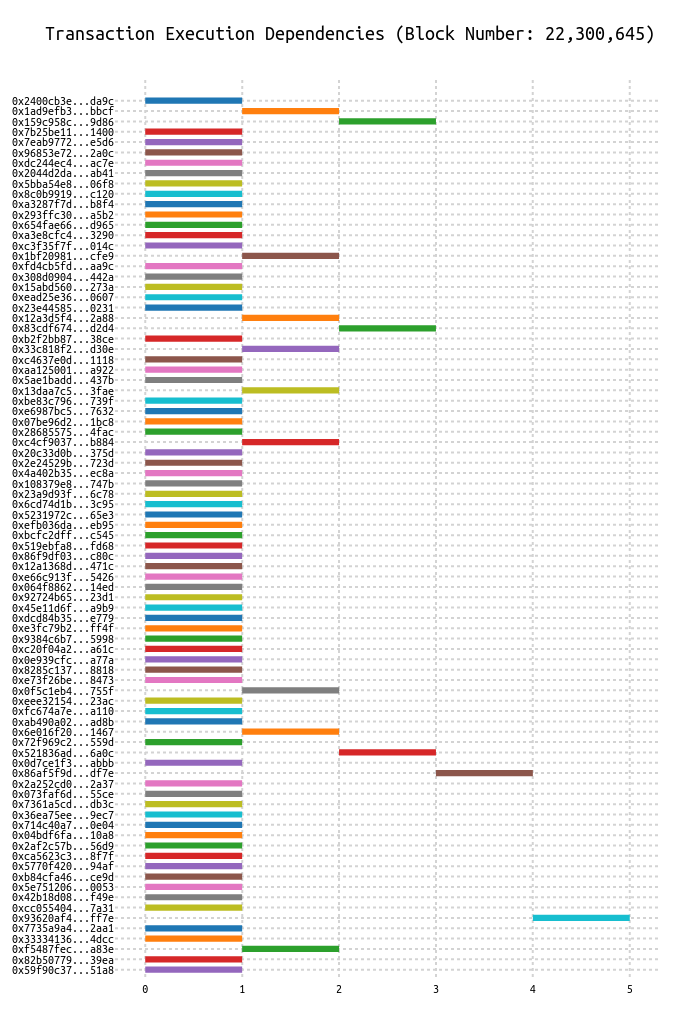 Transaction Execution Dependencies (Block Number: 22,300,645)
0x2400cb3e...da9c
0x1ad9efb3...bbcf
0x159c958c...9d86
0x7b25be11...1400
0x7eab9772...e5d6
0x96853e72...2a0c
0xdc244ec4...ac7e
0x2044d2da...ab41
0x5bba54e8...06f8
0x8c0b9919...c120
0xa3287f7d...b8f4
0x293ffc30...a5b2
0x654fae66...d965
0xa3e8cfc4...3290
0xc3f35f7f...014c
0x1bf20981...cfe9
0xfd4cb5fd...aa9c
0x308d0904...442a
0x15abd560...273a
0xead25e36...0607
0x23e44585...0231
0x12a3d5f4...2a88
0x83cdf674...d2d4
0xb2f2bb87...38ce
0x33c818f2...d30e
0xc4637e0d...1118
0xaa125001...a922
0x5ae1badd...437b
0x13daa7c5...3fae
0xbe83c796...739f
0xe6987bc5...7632
0x07be96d2...1bc8
0x28685575...4fac
0xc4cf9037...b884
0x20c33d0b...375d
0x2e24529b...723d
0x4a402b35...ec8a
0x108379e8...747b
0x23a9d93f...6c78
0x6cd74d1b...3c95
0x5231972c...65e3
0xefb036da...eb95
0xbcfc2dff...c545
0x519ebfa8...fd68
0x86f9df03...c80c
0x12a1368d...471c
0xe66c913f...5426
0x064f8862...14ed
0x92724b65...23d1
0x45e11d6f...a9b9
0xdcd84b35...e779
0xe3fc79b2...ff4f
0x9384c6b7...5998
0xc20f04a2...a61c
0x0e939cfc...a77a
0x8285c137...8818
0xe73f26be...8473
0x0f5c1eb4...755f
0xeee32154...23ac
0xfc674a7e...a110
0xab490a02...ad8b
0x6e016f20...1467
0x72f969c2...559d
0x521836ad...6a0c
0x0d7ce1f3...abbb
0x86af5f9d...df7e
0x2a252cd0...2a37
0x073faf6d...55ce
0x7361a5cd...db3c
0x36ea75ee...9ec7
0x714c40a7...0e04
0x04bdf6fa...10a8
0x2af2c57b...56d9
0xca5623c3...8f7f
0x5770f420...94af
0xb84cfa46...ce9d
0x5e751206...0053
0x42b18d08...f49e
0xcc055404...7a31
0x93620af4...ff7e
0x7735a9a4...2aa1
0x33334136...4dcc
0xf5487fec...a83e
0x82b50779...39ea
0x59f90c37...51a8
0 1 2 3 4 5